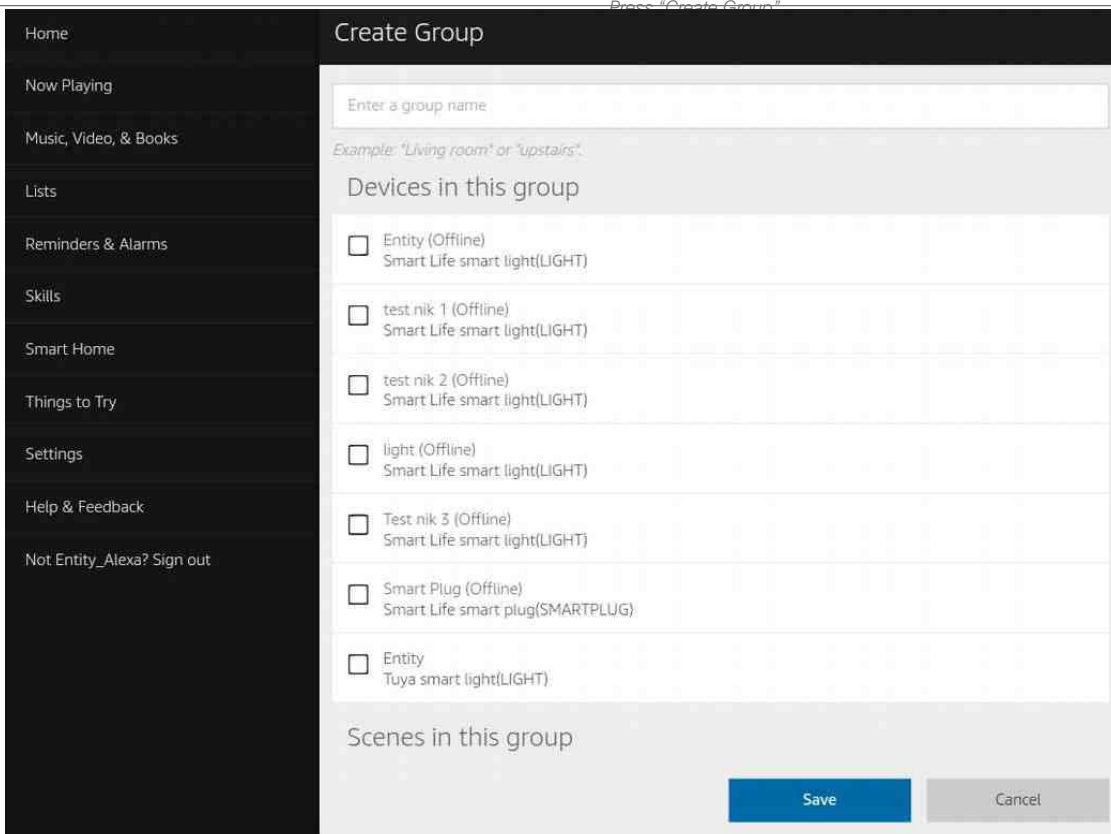 Press “Create Group”
Home
Now Playing
Music, Video, & Books
Lists
Reminders & Alarms
Skills
Smart Home
Things to Try
Settings
Help & Feedback
Not Entity_Alexa? Sign out
Create Group
Enter a group name
Example: "Living room" or "upstairs".
Devices in this group
Entity (Offline)
Smart Life smart light(LIGHT)
test nik 1 (Offline)
Smart Life smart light(LIGHT)
test nik 2 (Offline)
Smart Life smart light(LIGHT)
light (Offline)
Smart Life smart light(LIGHT)
Test nik 3 (Offline)
Smart Life smart light(LIGHT)
Smart Plug (Offline)
Smart Life smart plug(SMARTPLUG)
Entity
Tuya smart light(LIGHT)
Scenes in this group
Save
Cancel